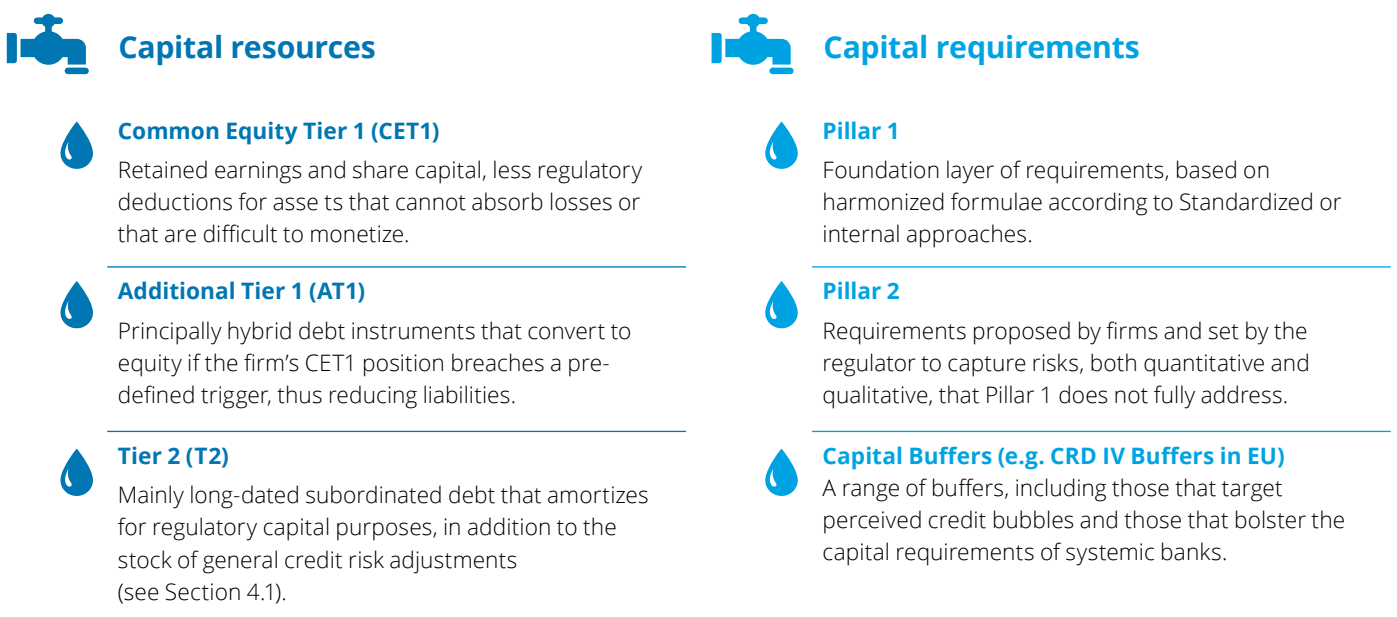 Capital resources
Common Equity Tier 1 (CET1)
Retained earnings and share capital, less regulatory
deductions for asse ts that cannot absorb losses or
that are difficult to monetize.
Additional Tier 1 (AT1)
Principally hybrid debt instruments that convert to
equity if the firm's CET1 position breaches a pre-
defined trigger, thus reducing liabilities.
Tier 2 (T2)
Mainly long-dated subordinated debt that amortizes
for regulatory capital purposes, in addition to the
stock of general credit risk adjustments
(see Section 4.1).
Capital requirements
Pillar 1
Foundation layer of requirements, based on
harmonized formulae according to Standardized or
internal approaches.
Pillar 2
Requirements proposed by firms and set by the
regulator to capture risks, both quantitative and
qualitative, that Pillar 1 does not fully address.
Capital Buffers (e.g. CRD IV Buffers in EU)
A range of buffers, including those that target
perceived credit bubbles and those that bolster the
capital requirements of systemic banks.